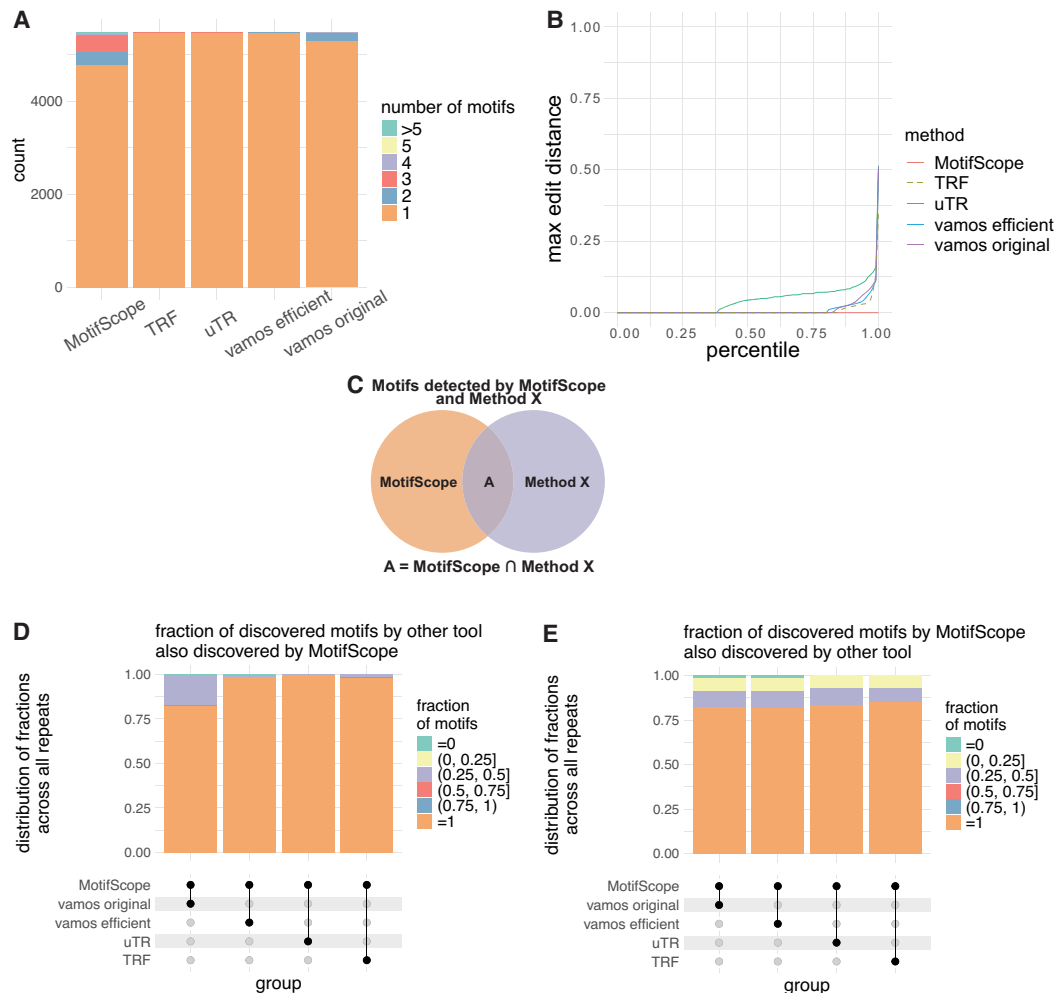 A
4000
2000
0
count
MotifScope
TRF
uTR
vamos efficient
vamos original
number of motifs
>5
5
4
3
2
1
B
1.00
0.75
0.50
0.25
0.00
max edit distance
0.00
0.25
0.50
0.75
1.00
percentile
method
MotifScope
TRF
uTR
vamos efficient
vamos original
C
Motifs detected by MotifScope
and Method X
MotifScope
A
Method X
A = MotifScope ∩ Method X
D
fraction of discovered motifs by other tool
also discovered by MotifScope
distribution of fractions
across all repeats
1.00
0.75
0.50
0.25
0.00
fraction
of motifs
=0
(0, 0.25]
(0.25, 0.5]
(0.5, 0.75]
(0.75, 1)
=1
MotifScope
vamos original
vamos efficient
uTR
TRF
group
E
fraction of discovered motifs by MotifScope
also discovered by other tool
distribution of fractions
across all repeats
1.00
0.75
0.50
0.25
0.00
fraction
of motifs
=0
(0, 0.25]
(0.25, 0.5]
(0.5, 0.75]
(0.75, 1)
=1
MotifScope
vamos original
vamos efficient
uTR
TRF
group